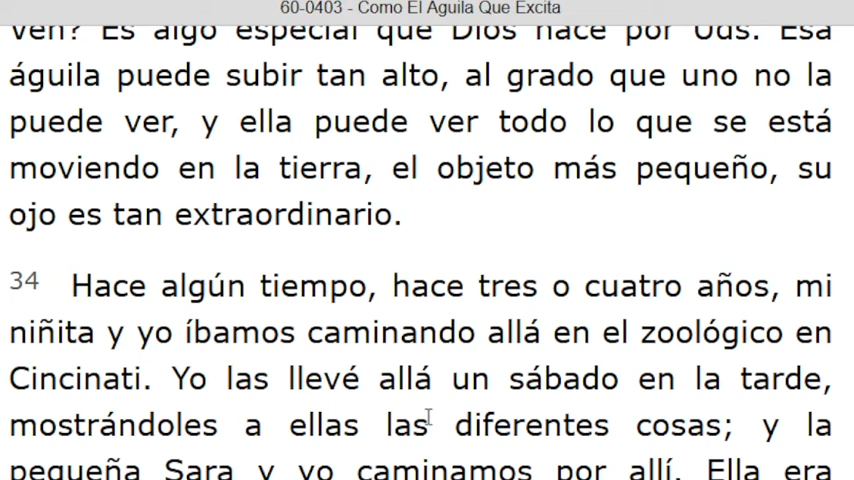 60-0403 - Como El Aguila Que Excita
Ven? Es algo especial que Dios hace por Uds. Esa
águila puede subir tan alto, al grado que uno no la
puede ver, y ella puede ver todo lo que se está
moviendo en la tierra, el objeto más pequeño, su
ojo es tan extraordinario.
34 Hace algún tiempo, hace tres o cuatro años, mi
niñita y yo íbamos caminando allá en el zoológico en
Cincinati. Yo las llevé allá un sábado en la tarde,
mostrándoles a ellas las diferentes cosas; y la
pequeña Sara y yo caminamos por allí. Ella era